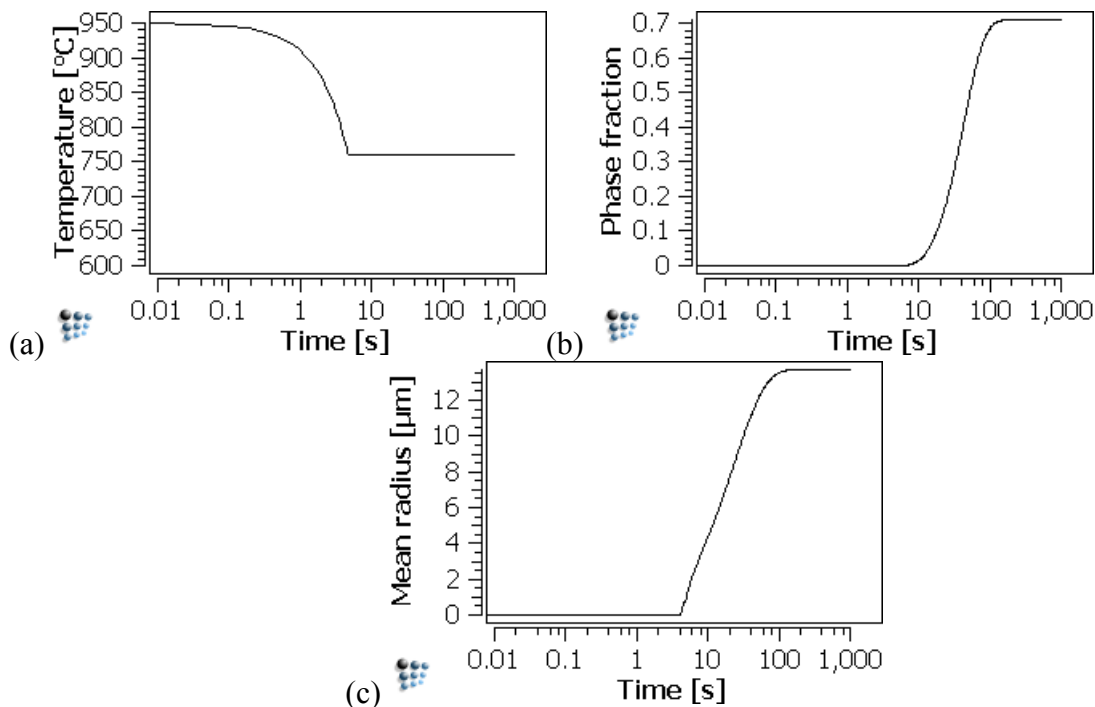 Temperature [°C]
950
900
850
800
750
700
650
600
0.01 0.1 1 10 100 1,000
Time [s]
(a)
Phase fraction
0.7
0.6
0.5
0.4
0.3
0.2
0.1
0
0.01 0.1 1 10 100 1,000
Time [s]
(b)
Mean radius [µm]
12
10
8
6
4
2
0
0.01 0.1 1 10 100 1,000
Time [s]
(c)